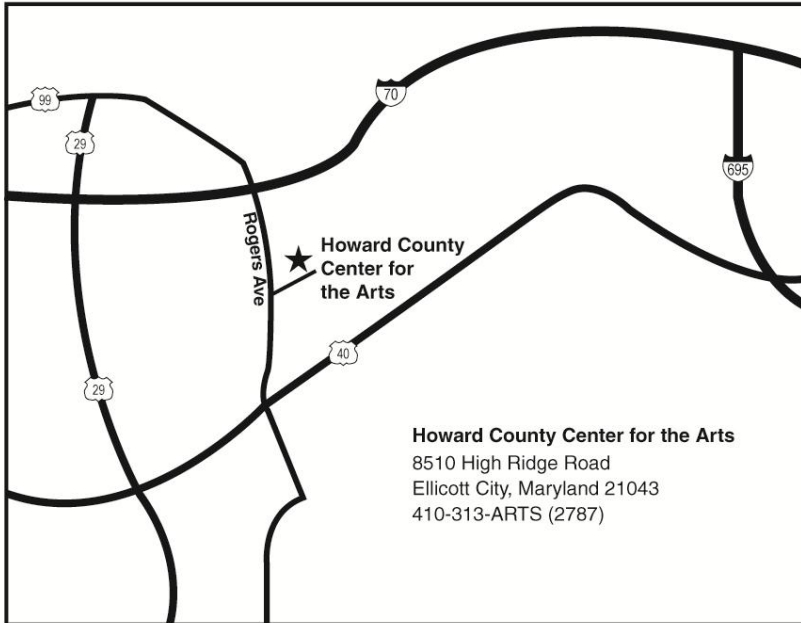 99
70
29
695
Rogers Ave
Howard County
Center for
the Arts
40
29
Howard County Center for the Arts
8510 High Ridge Road
Ellicott City, Maryland 21043
410-313-ARTS (2787)